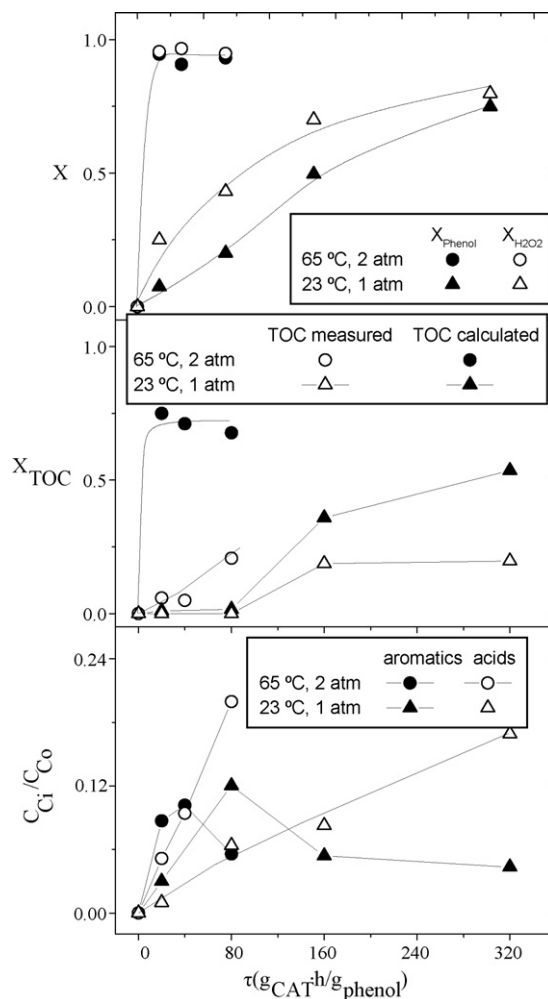 1.0
X
0.5
0.0
X_Phenol X_H2O2
65 ºC, 2 atm
23 ºC, 1 atm
TOC measured TOC calculated
65 ºC, 2 atm
23 ºC, 1 atm
1.0
X_TOC
0.5
0.0
aromatics acids
65 ºC, 2 atm
23 ºC, 1 atm
0.24
C_Ci/C_Co
0.12
0.00
0 80 160 240 320
τ(g_CAT·h/g_phenol)